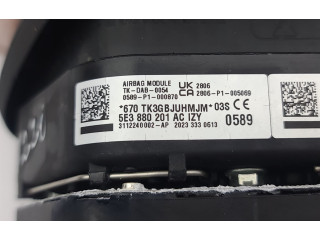 AIRBAG MODULE
TK-DAB-0054
0589-P1-000870
UK CA 2806
2806-P1-005069
*670 TK3GBJUHMJM*03S CE
5E3 880 201 AC IZY 0589
3112240002-AP 2023 333 0613